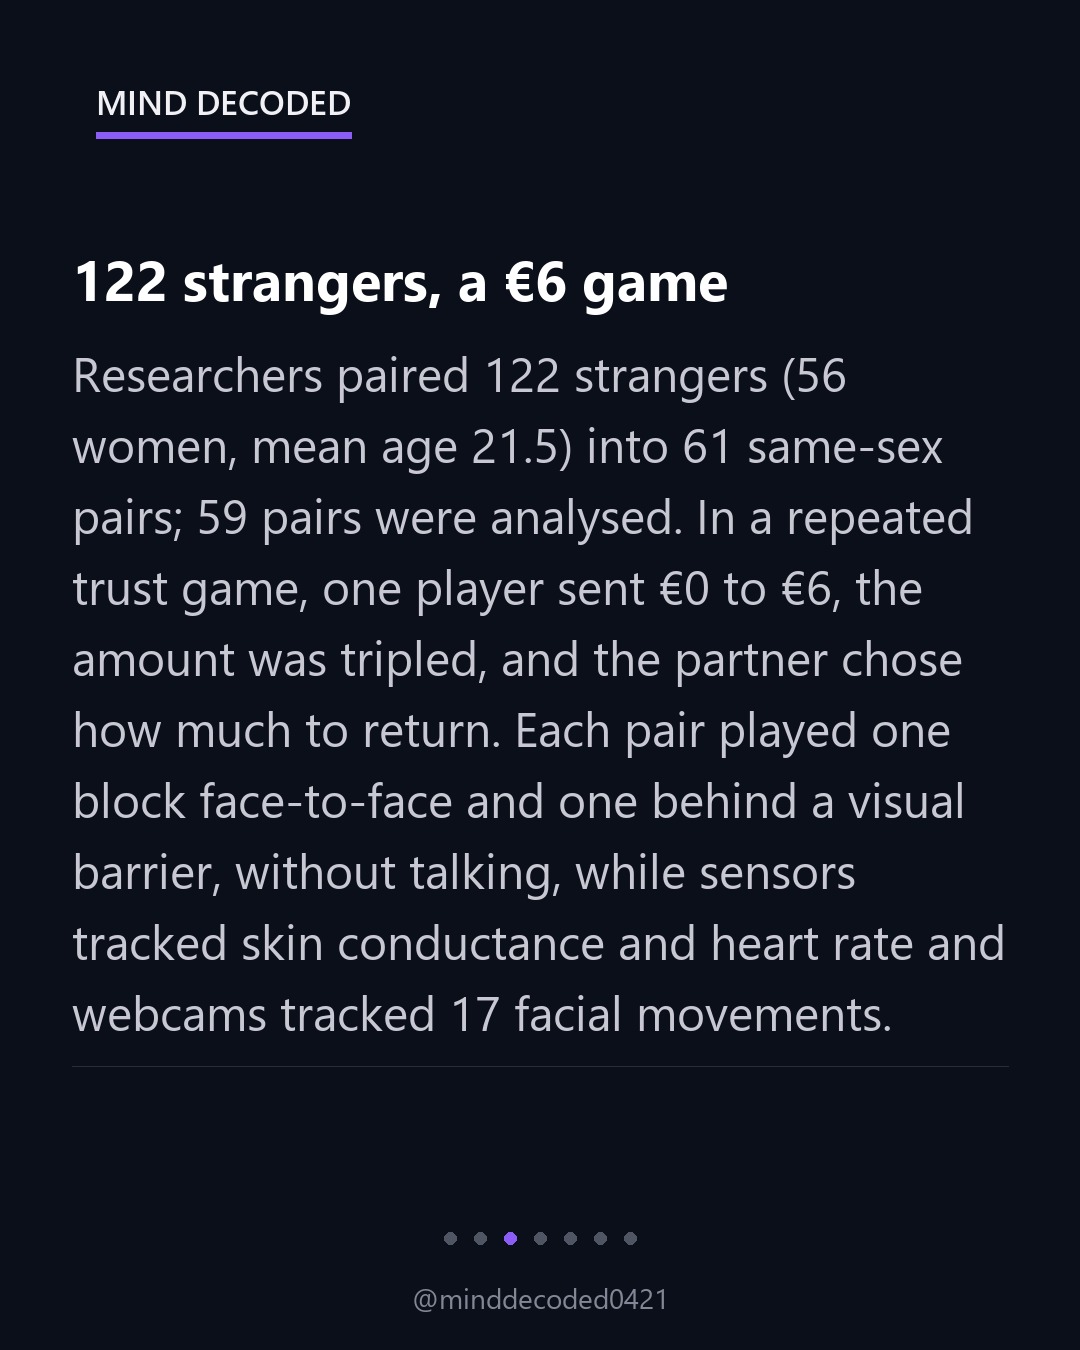 MIND DECODED
122 strangers, a €6 game
Researchers paired 122 strangers (56
women, mean age 21.5) into 61 same-sex
pairs; 59 pairs were analysed. In a repeated
trust game, one player sent €0 to €6, the
amount was tripled, and the partner chose
how much to return. Each pair played one
block face-to-face and one behind a visual
barrier, without talking, while sensors
tracked skin conductance and heart rate and
webcams tracked 17 facial movements.
@minddecoded0421